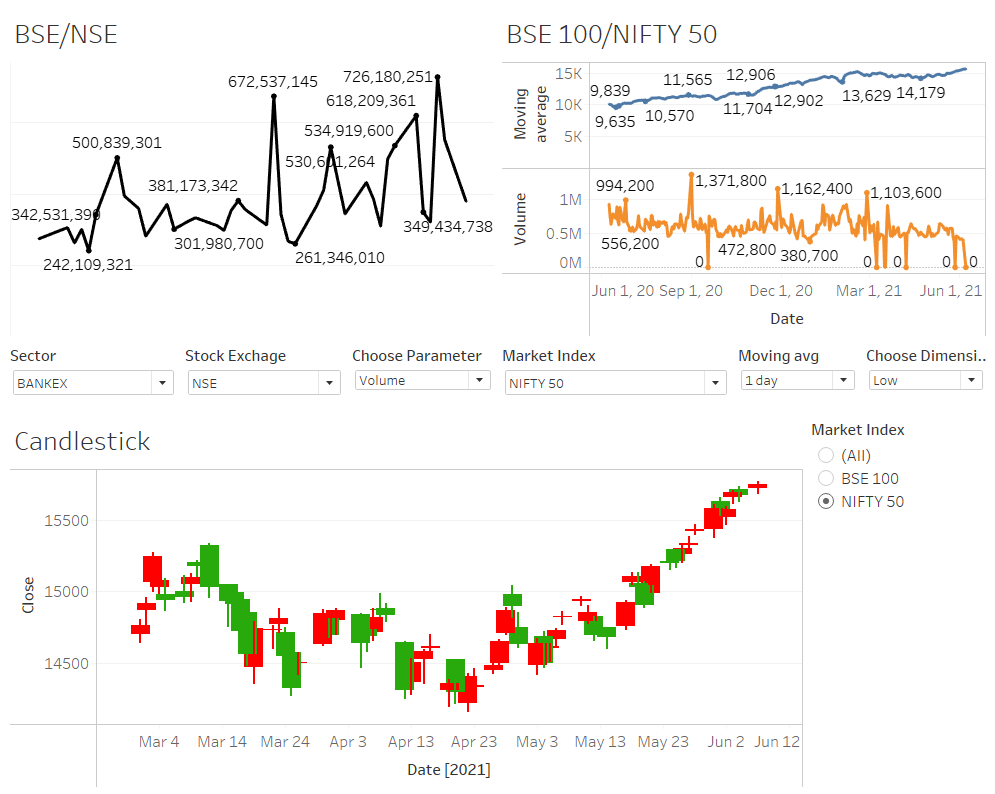 BSE/NSE
BSE 100/NIFTY 50
726,180,251
672,537,145
618,209,361
534,919,600
500,839,301
530,601,264
381,173,342
342,531,390
349,434,738
301,980,700
242,109,321
261,346,010
Moving average
15K
10K
5K
9,839
11,565
12,906
9,635
10,570
11,704
12,902
13,629
14,179
Volume
1M
0.5M
0M
994,200
1,371,800
1,162,400
1,103,600
556,200
472,800
380,700
0
0
0
0
0
Jun 1, 20
Sep 1, 20
Dec 1, 20
Mar 1, 21
Jun 1, 21
Date
Sector
Stock Exchage
Choose Parameter
Market Index
Moving avg
Choose Dimensi..
BANKEX
NSE
Volume
NIFTY 50
1 day
Low
Candlestick
Market Index
(All)
BSE 100
NIFTY 50
Close
15500
15000
14500
Mar 4
Mar 14
Mar 24
Apr 3
Apr 13
Apr 23
May 3
May 13
May 23
Jun 2
Jun 12
Date [2021]